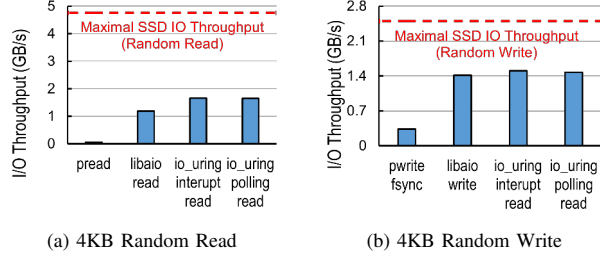 I/O Throughput (GB/s)
5
4
3
2
1
0
Maximal SSD IO Throughput
(Random Read)
pread
libaio
read
io_uring
interupt
read
io_uring
polling
read
(a) 4KB Random Read
I/O Throughput (GB/s)
2.8
2.1
1.4
0.7
0
Maximal SSD IO Throughput
(Random Write)
pwrite
fsync
libaio
write
io_uring
interrupt
read
io_uring
polling
read
(b) 4KB Random Write